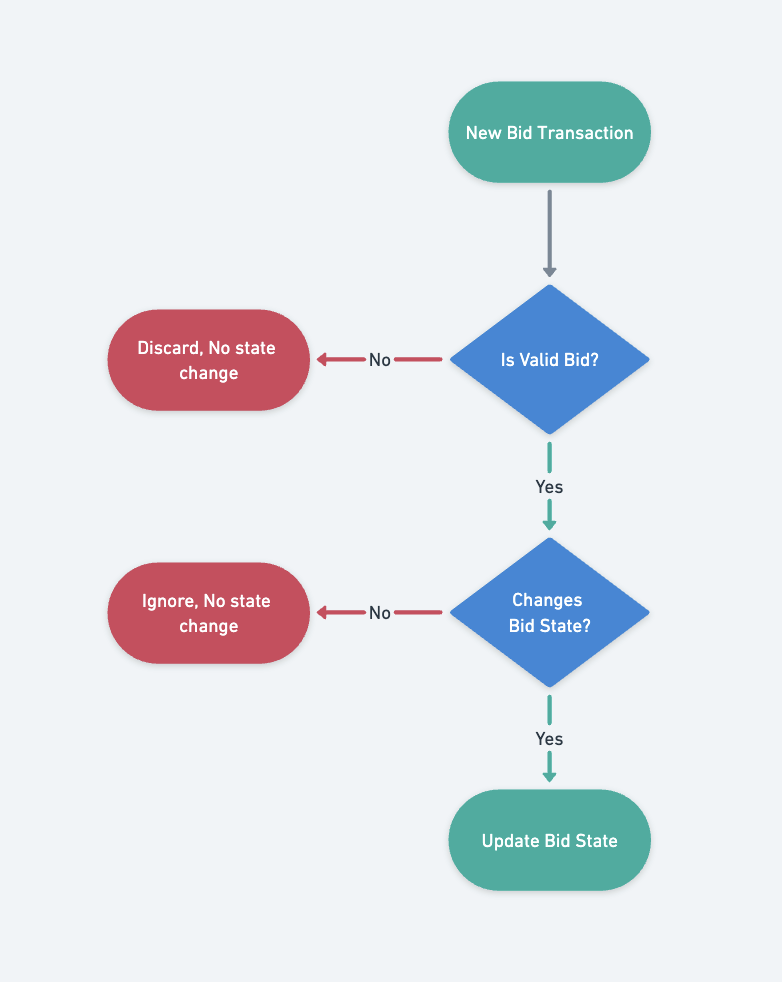 New Bid Transaction
Is Valid Bid?
No
Discard, No state
change
Yes
Changes
Bid State?
No
Ignore, No state
change
Yes
Update Bid State